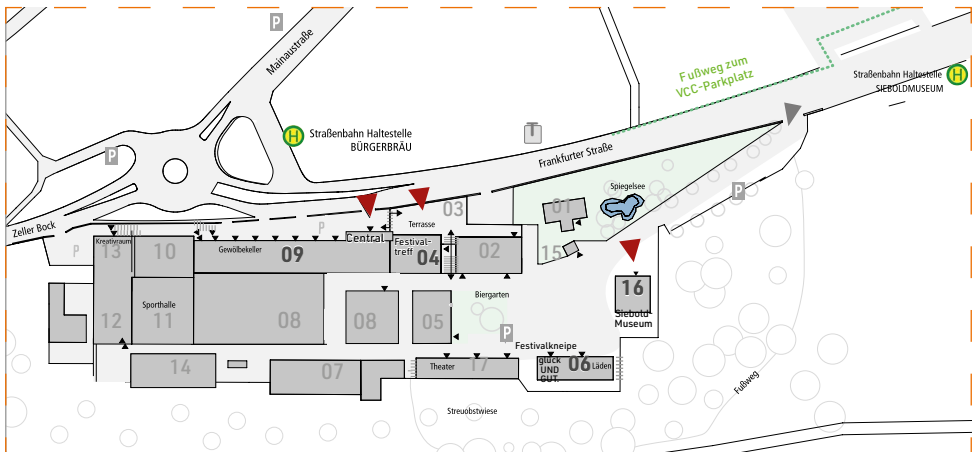 P
Mainaustraße
Fußweg zum
VCC-Parkplatz
Straßenbahn Haltestelle
SIEBOLDMUSEUM
H
H
Straßenbahn Haltestelle
BÜRGERBRÄU
T
P
Frankfurter Straße
Spiegelsee
P
Zeller Bock
P
P
Terrasse
03
01
Kreativraum
13
10
Gewölbekeller
09
Central
Festival-
treff
04
02
15
16
Siebold-
Museum
Sporthalle
12
11
08
08
05
Biergarten
P
Festivalkneipe
14
07
Theater
17
glück
UND
GUT.
06
Läden
Fußweg
Streuobstwiese